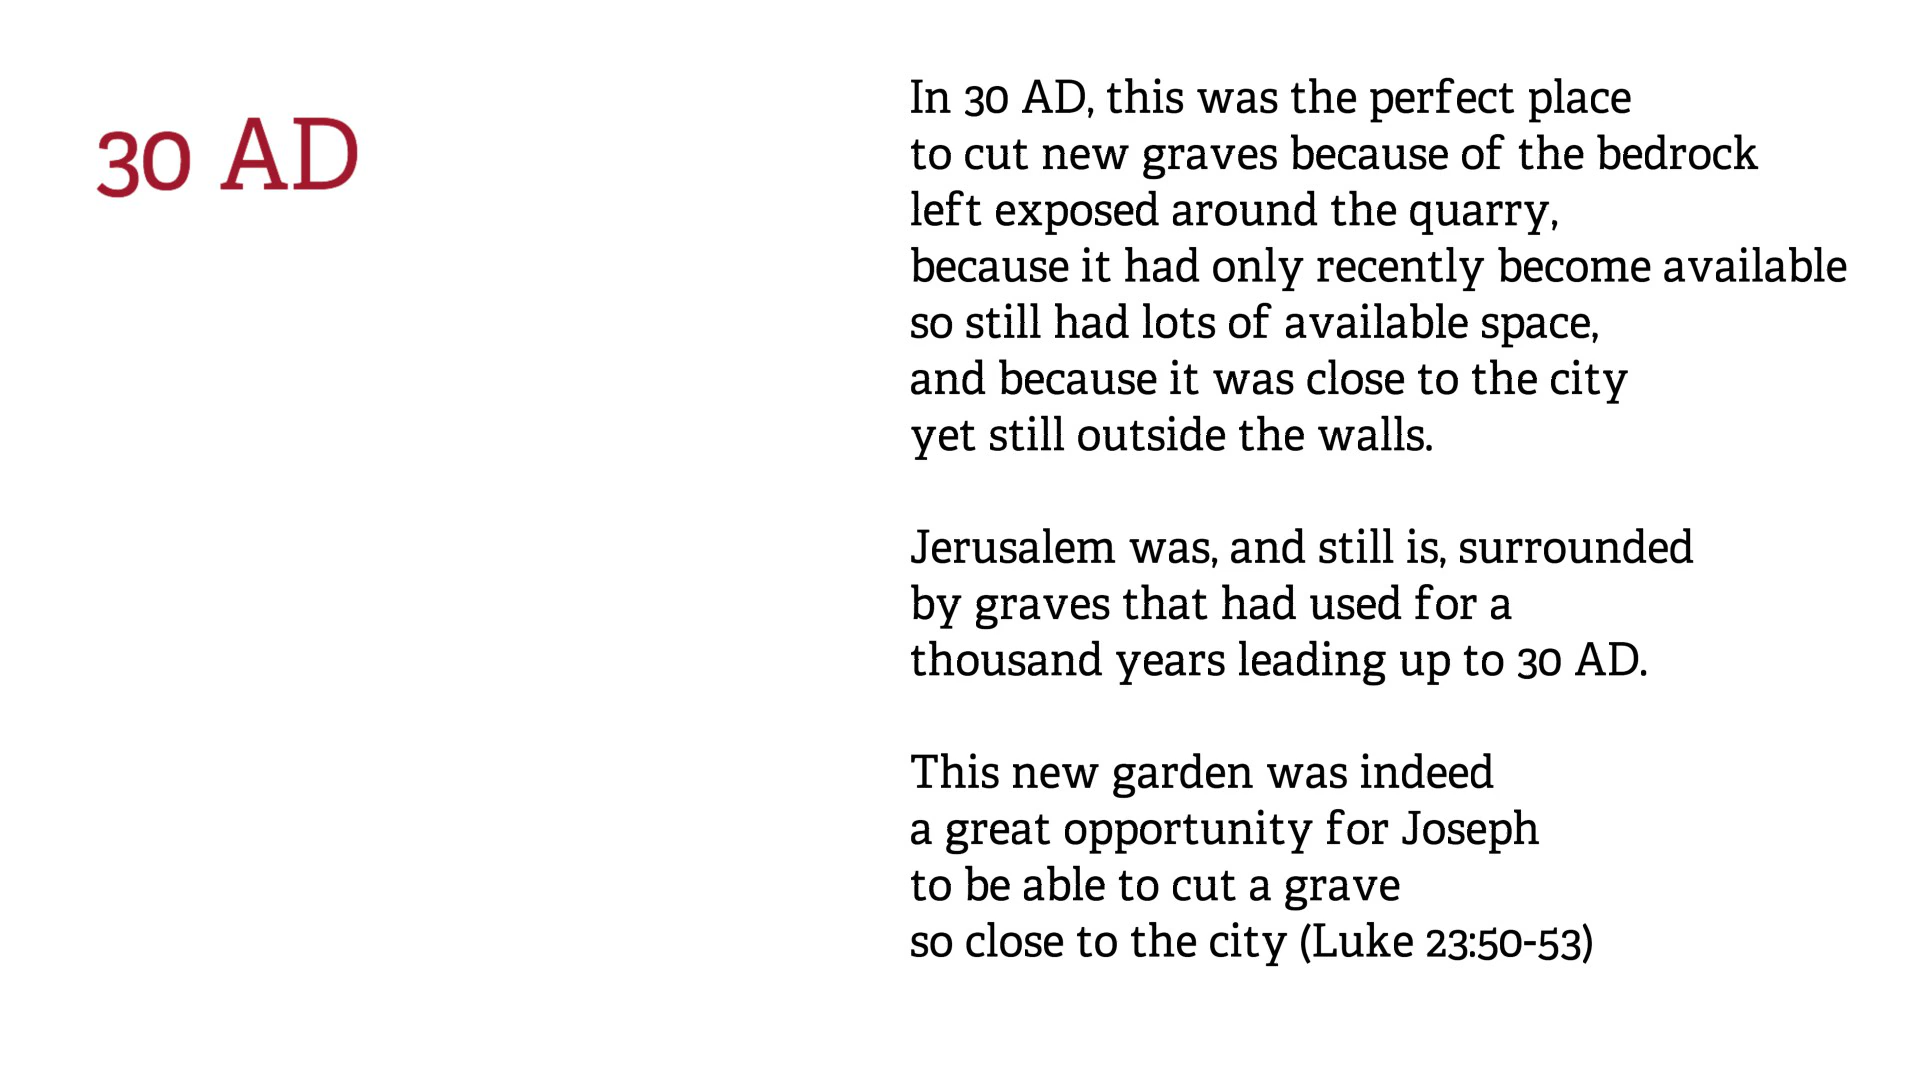 30 AD
In 30 AD, this was the perfect place
to cut new graves because of the bedrock
left exposed around the quarry,
because it had only recently become available
so still had lots of available space,
and because it was close to the city
yet still outside the walls.
Jerusalem was, and still is, surrounded
by graves that had used for a
thousand years leading up to 30 AD.
This new garden was indeed
a great opportunity for Joseph
to be able to cut a grave
so close to the city (Luke 23:50-53)